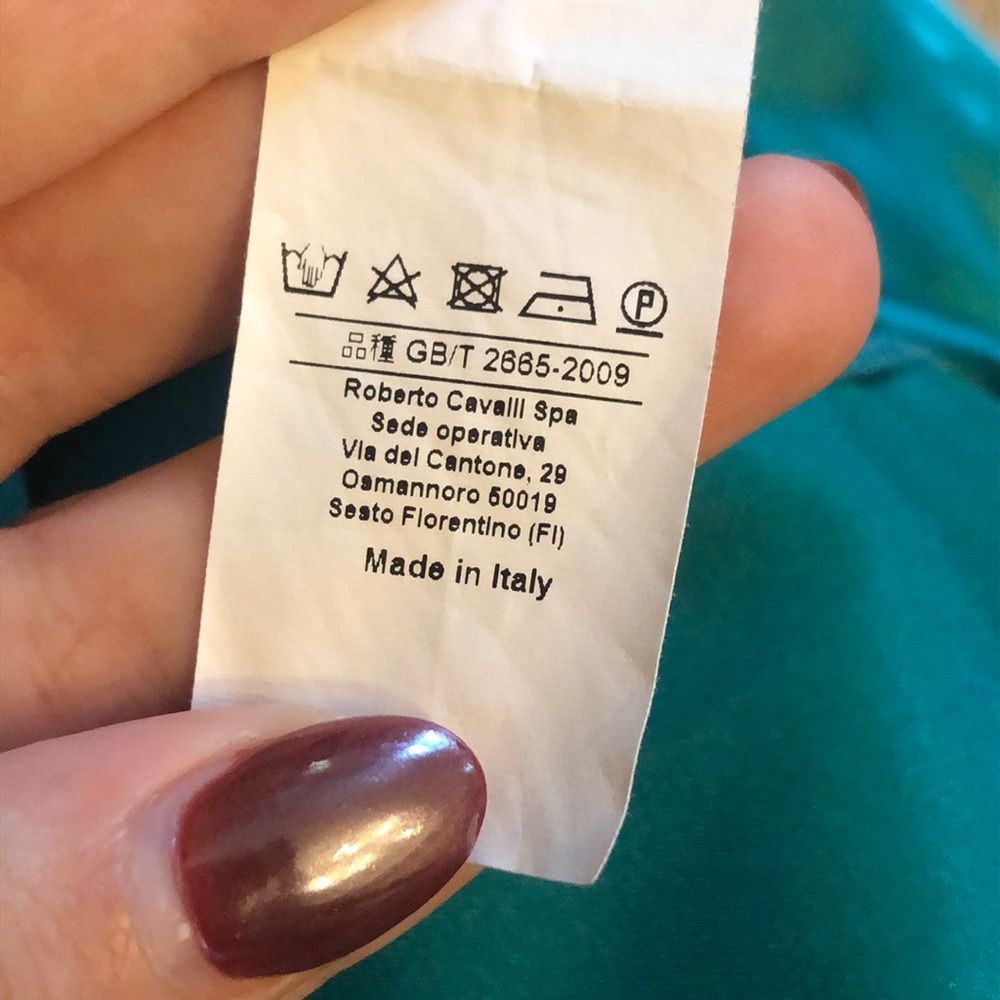 P
品種 GB/T 2665-2009
Roberto Cavalli Spa
Sede operativa
Via del Cantone, 29
Osmannoro 50019
Sesto Fiorentino (FI)
Made in Italy